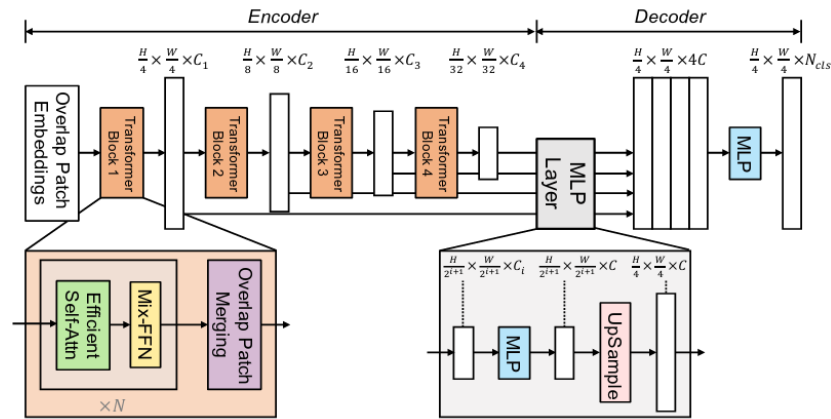 Encoder
Decoder
H/4 × W/4 × C₁
H/8 × W/8 × C₂
H/16 × W/16 × C₃
H/32 × W/32 × C₄
H/4 × W/4 × 4C
H/4 × W/4 × N_cls
Overlap Patch
Embeddings
Transformer
Block 1
Transformer
Block 2
Transformer
Block 3
Transformer
Block 4
MLP
Layer
MLP
Efficient
Self-Attn
Mix-FFN
Overlap Patch
Merging
×N
H/2^(i+1) × W/2^(i+1) × Cᵢ
H/2^(i+1) × W/2^(i+1) × C
H/4 × W/4 × C
MLP
UpSample